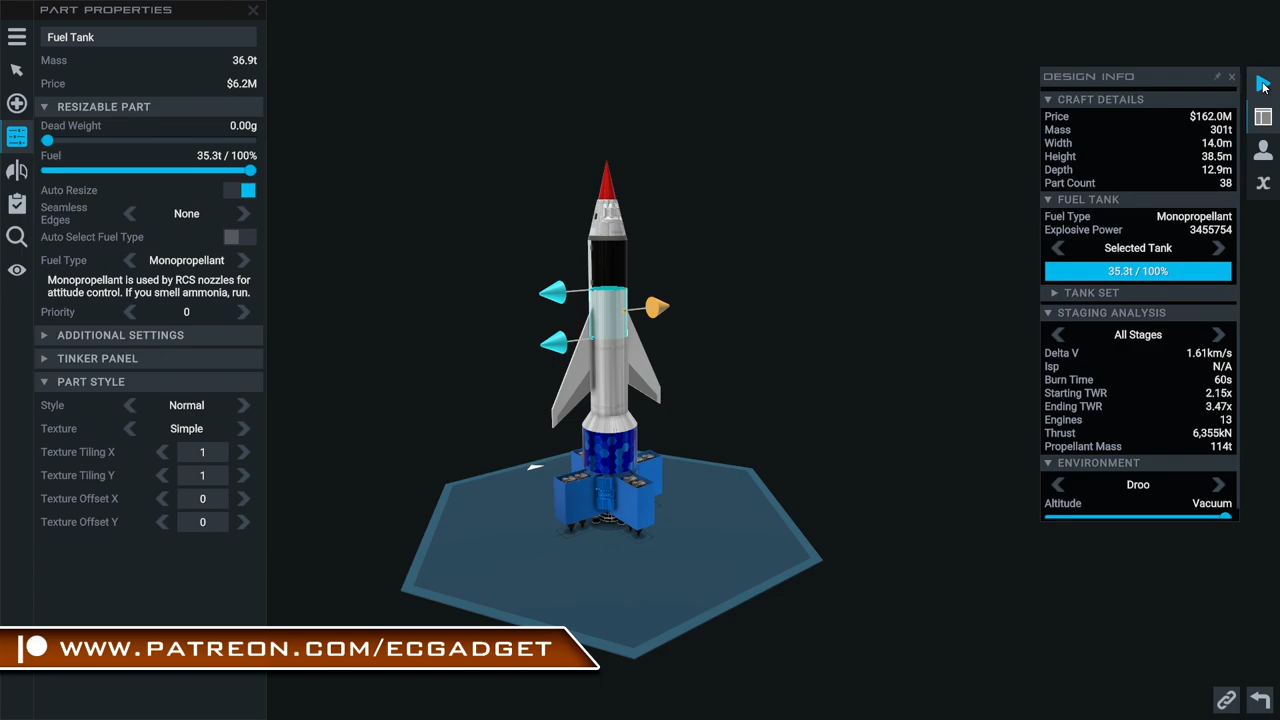 PART PROPERTIES
Fuel Tank
Mass 36.9t
Price $6.2M
RESIZABLE PART
Dead Weight 0.00g
Fuel 35.3t / 100%
Auto Resize
Seamless Edges None
Auto Select Fuel Type
Fuel Type Monopropellant
Monopropellant is used by RCS nozzles for
attitude control. If you smell ammonia, run.
Priority 0
ADDITIONAL SETTINGS
TINKER PANEL
PART STYLE
Style Normal
Texture Simple
Texture Tiling X 1
Texture Tiling Y 1
Texture Offset X 0
Texture Offset Y 0
WWW.PATREON.COM/ECGADGET
DESIGN INFO
CRAFT DETAILS
Price $162.0M
Mass 301t
Width 14.0m
Height 38.5m
Depth 12.9m
Part Count 38
FUEL TANK
Fuel Type Monopropellant
Explosive Power 3455754
Selected Tank
35.3t / 100%
TANK SET
STAGING ANALYSIS
All Stages
Delta V 1.61km/s
Isp N/A
Burn Time 60s
Starting TWR 2.15x
Ending TWR 3.47x
Engines 13
Thrust 6,355kN
Propellant Mass 114t
ENVIRONMENT
Droo
Altitude Vacuum